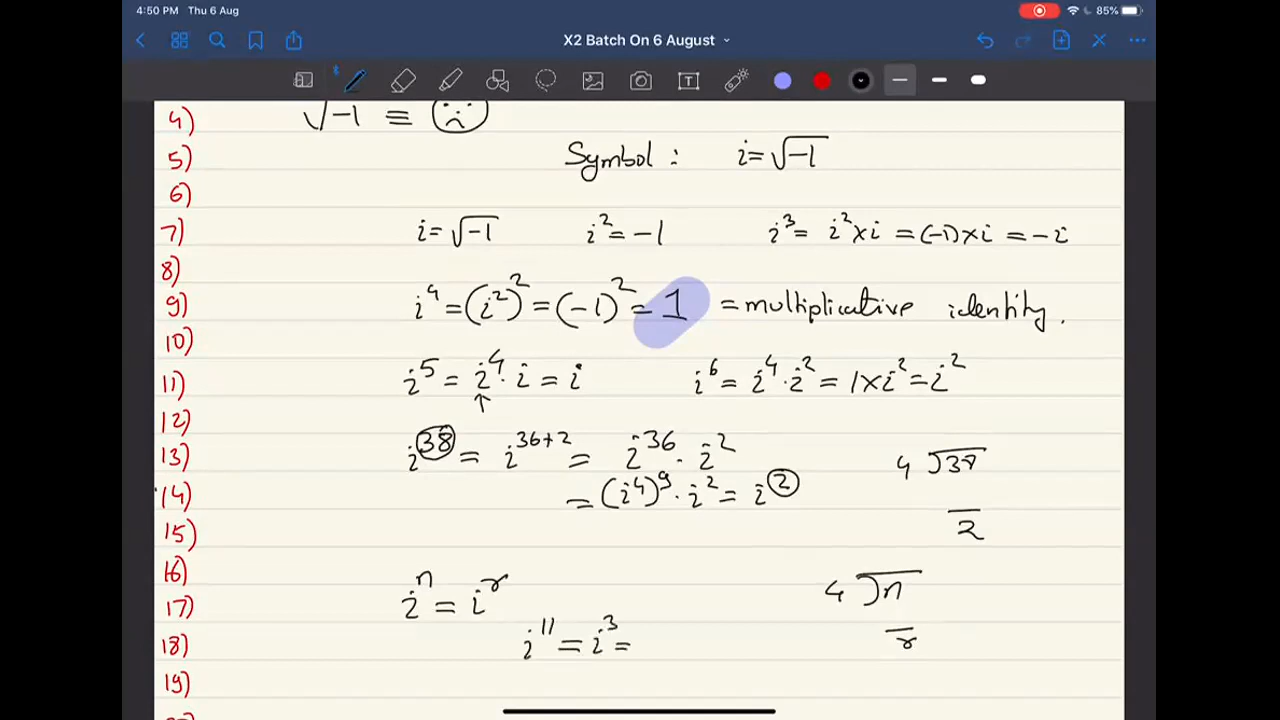 4:50 PM Thu 6 Aug 85%
X2 Batch On 6 August
4) √-1 ≡
5) Symbol : i=√-1
6)
7) i=√-1 i²=-1 i³= i²×i =(-1)×i =-i
8)
9) i⁴=(i²)²=(-1)²=1 =multiplicative identity.
10)
11) i⁵= i⁴·i=i i⁶= i⁴·i²= 1×i²=i²
12)
13) i³⁸= i³⁶⁺²= i³⁶·i² 4)38
14) =(i⁴)⁹·i²= i²
15) 2
16)
17) iⁿ=iʳ 4)n
18) i¹¹=i³= r
19)